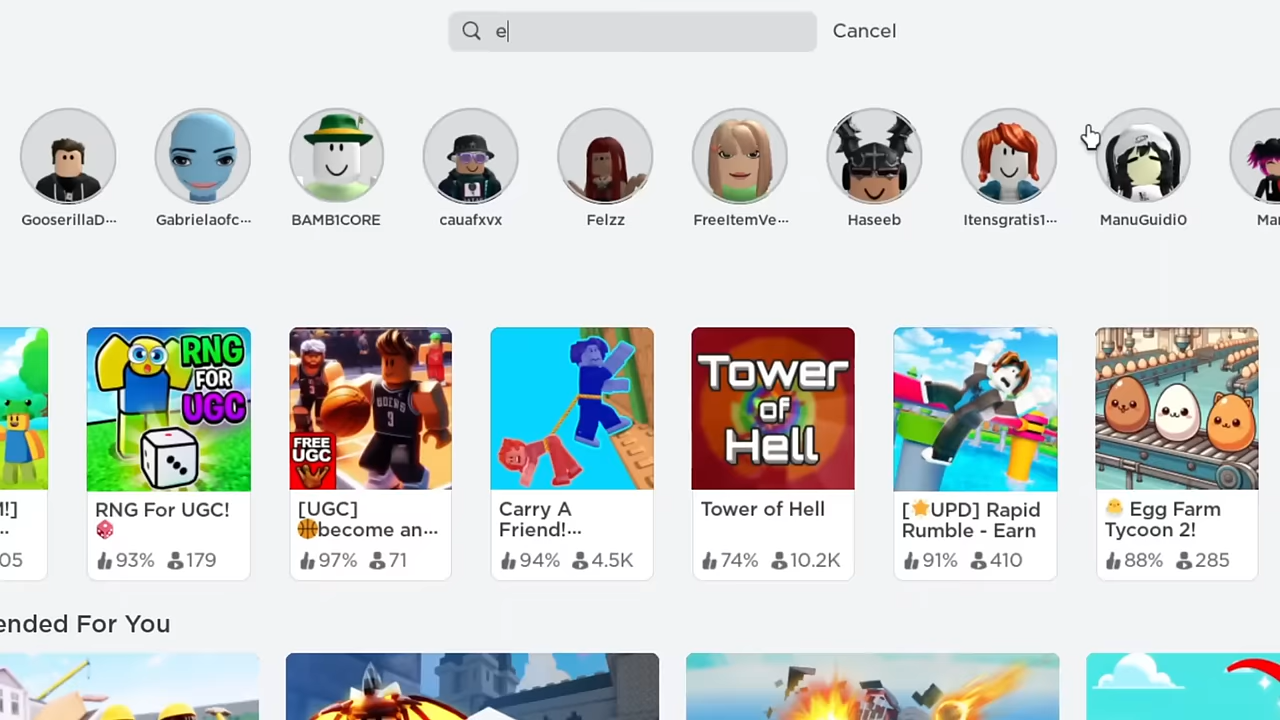 e
Cancel
GooserillaD...
Gabrielaofc...
BAMB1CORE
cauafxvx
Felzz
FreeItemVe...
Haseeb
Itensgratis1...
ManuGuidi0
Mar
RNG
FOR
UGC
9
FREE
UGC
Tower
of
Hell
M!]
...
05
RNG For UGC!
🎲
93% 179
[UGC]
🏀become an...
97% 71
Carry A
Friend!...
94% 4.5K
Tower of Hell
74% 10.2K
[🌟UPD] Rapid
Rumble - Earn
91% 410
🐣 Egg Farm
Tycoon 2!
88% 285
ended For You